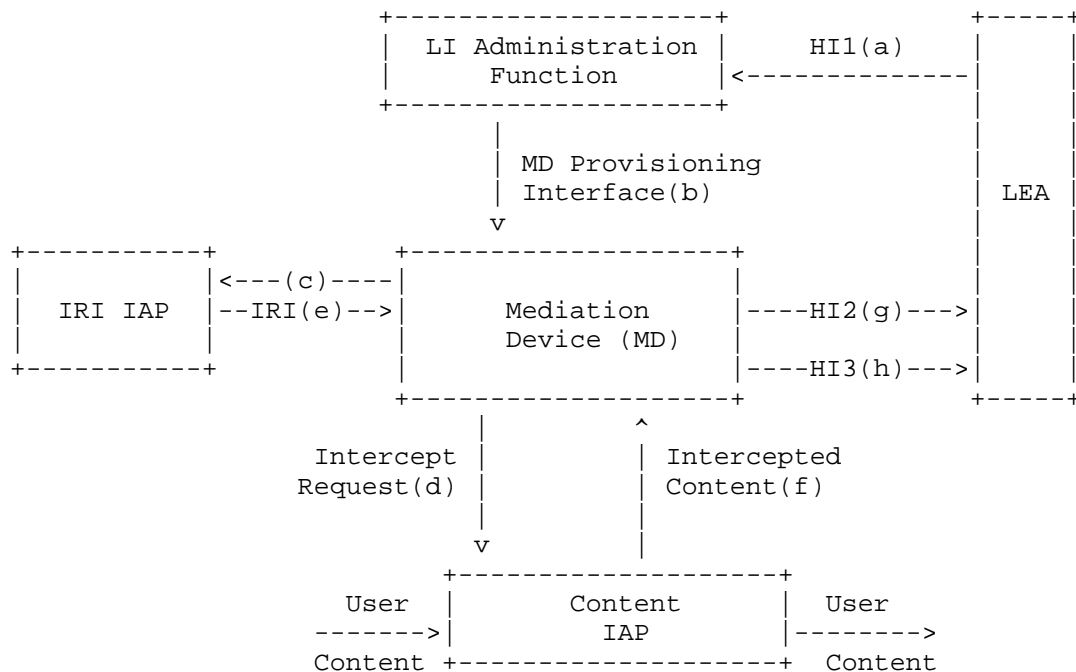 LI Administration HI1(a)
Function
MD Provisioning
Interface(b) LEA
(c)
IRI IAP IRI(e) Mediation HI2(g)
Device (MD)
HI3(h)
Intercept Intercepted
Request(d) Content(f)
v
User Content User
IAP
Content Content